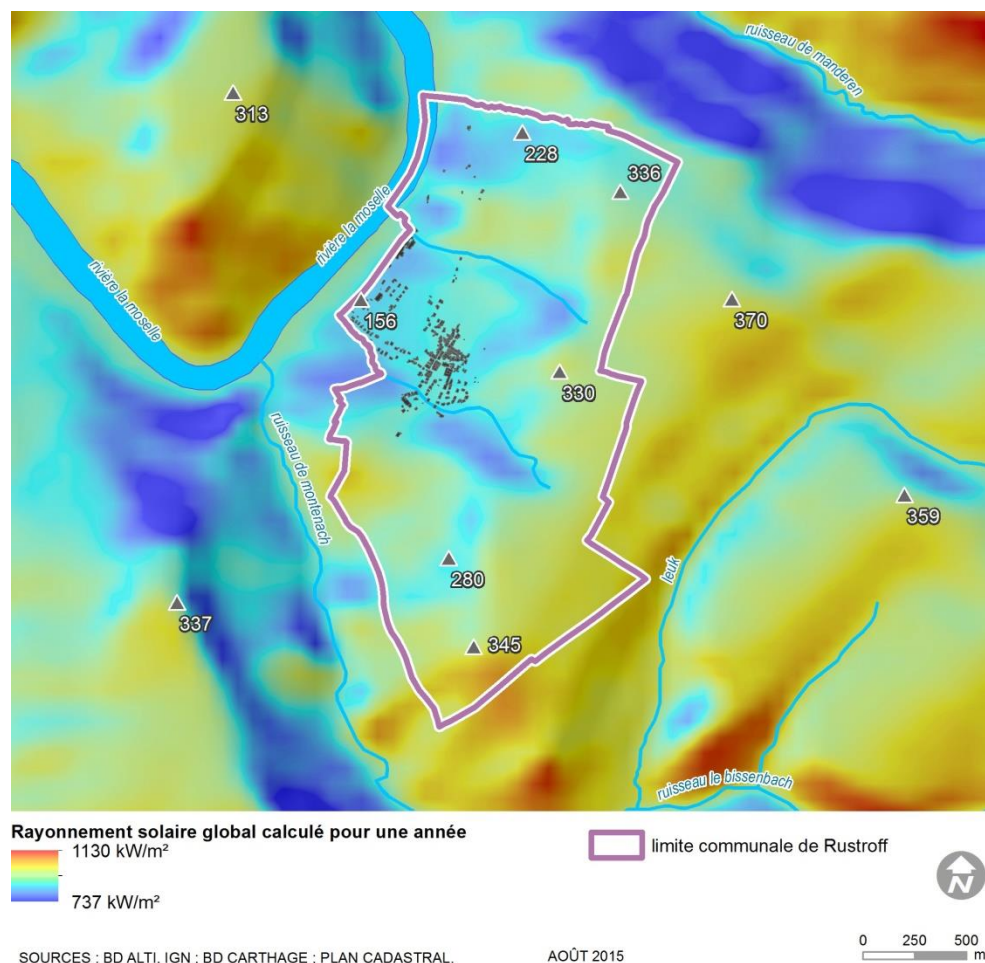 ruisseau de manderen
313
228
336
rivière la moselle
rivière la moselle
156
370
330
ruisseau de montenach
359
280
leuk
337
345
ruisseau le bissenbach
Rayonnement solaire global calculé pour une année
1130 kW/m²
737 kW/m²
limite communale de Rustroff
N
SOURCES : BD ALTI, IGN ; BD CARTHAGE ; PLAN CADASTRAL.
AOÛT 2015
0 250 500
m